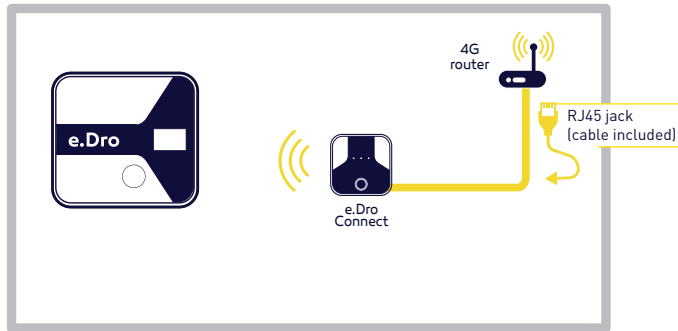 4G
router
RJ45 jack
(cable included)
e.Dro
e.Dro
Connect